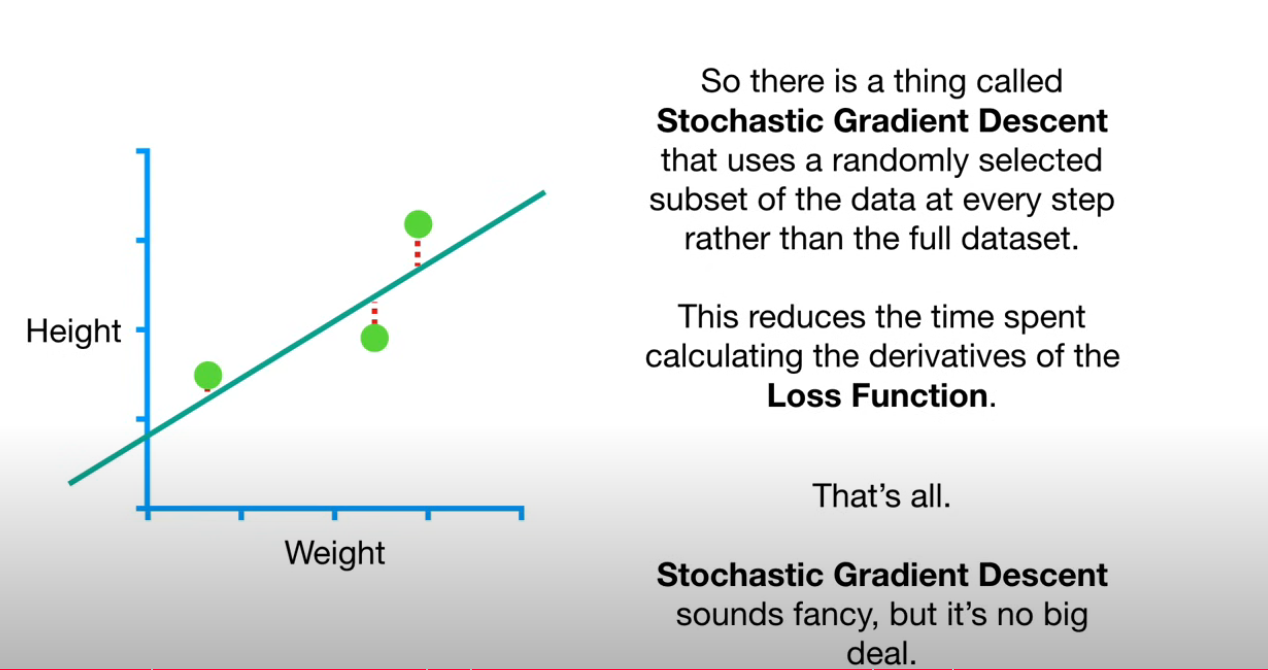 So there is a thing called
Stochastic Gradient Descent
that uses a randomly selected
subset of the data at every step
rather than the full dataset.
This reduces the time spent
calculating the derivatives of the
Loss Function.
That's all.
Stochastic Gradient Descent
sounds fancy, but it's no big
deal.
Height
Weight